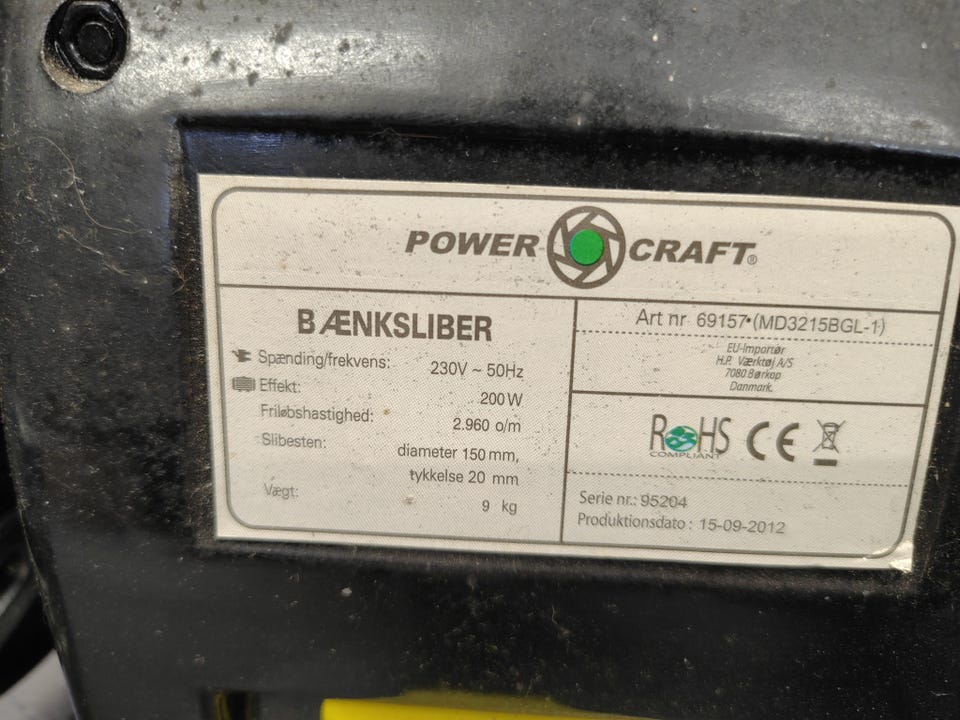 POWER CRAFT®
BÆNKSLIBER
Spænding/frekvens: 230V ~ 50Hz
Effekt: 200W
Friløbshastighed: 2.960 o/m
Slibesten: diameter 150 mm,
tykkelse 20 mm
Vægt: 9 kg
Art nr 69157 (MD3215BGL-1)
EU-Importør
H.P. Værktøj A/S
7080 Børkop
Danmark.
RoHS CE
COMPLIANT
Serie nr.: 95204
Produktionsdato : 15-09-2012